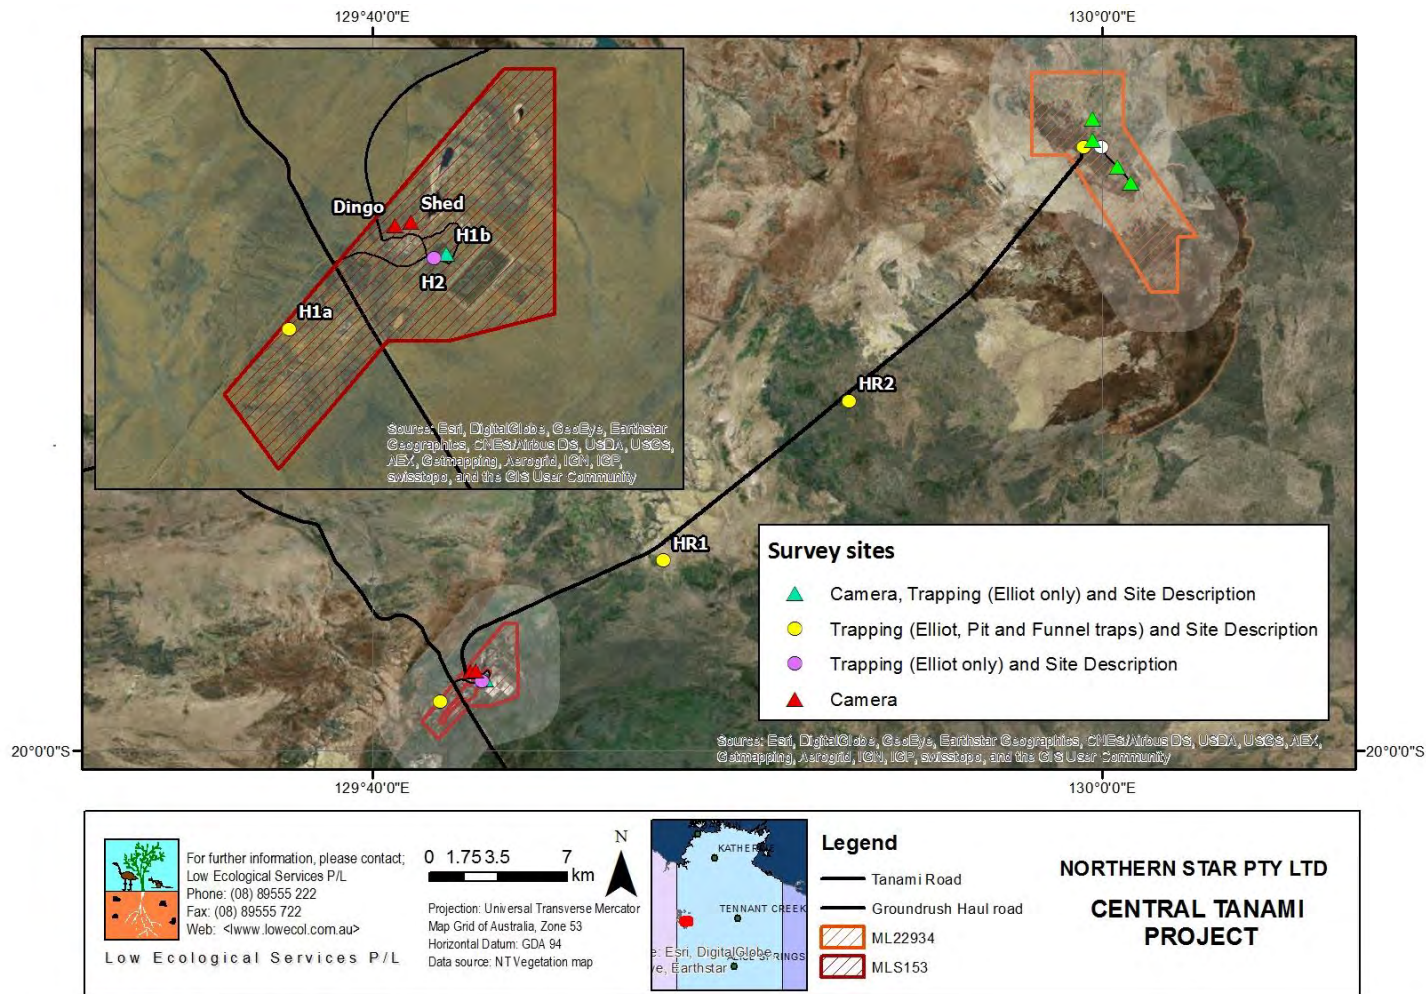 129°40'0"E
130°0'0"E
Dingo
Shed
H1b
H2
H1a
Source: Esri, DigitalGlobe, GeoEye, Earthstar
Geographics, CNES/Airbus DS, USDA, USGS,
AEX, Getmapping, Aerogrid, IGN, IGP,
swisstopo, and the GIS User Community
HR2
HR1
Survey sites
Camera, Trapping (Elliot only) and Site Description
Trapping (Elliot, Pit and Funnel traps) and Site Description
Trapping (Elliot only) and Site Description
Camera
20°0'0"S
20°0'0"S
Source: Esri, DigitalGlobe, GeoEye, Earthstar Geographics, CNES/Airbus DS, USDA, USGS, AEX,
Getmapping, Aerogrid, IGN, IGP, swisstopo, and the GIS User Community
129°40'0"E
130°0'0"E
For further information, please contact;
Low Ecological Services P/L
Phone: (08) 89555 222
Fax: (08) 89555 722
Web: <lwww.lowecol.com.au>
Low Ecological Services P/L
0 1.75 3.5 7
km
N
Projection: Universal Transverse Mercator
Map Grid of Australia, Zone 53
Horizontal Datum: GDA 94
Data source: NT Vegetation map
TENNANT CREEK
e: Esri, DigitalGlobe,
SPRINGS
ye, Earthstar
Legend
Tanami Road
Groundrush Haul road
ML22934
MLS153
NORTHERN STAR PTY LTD
CENTRAL TANAMI
PROJECT